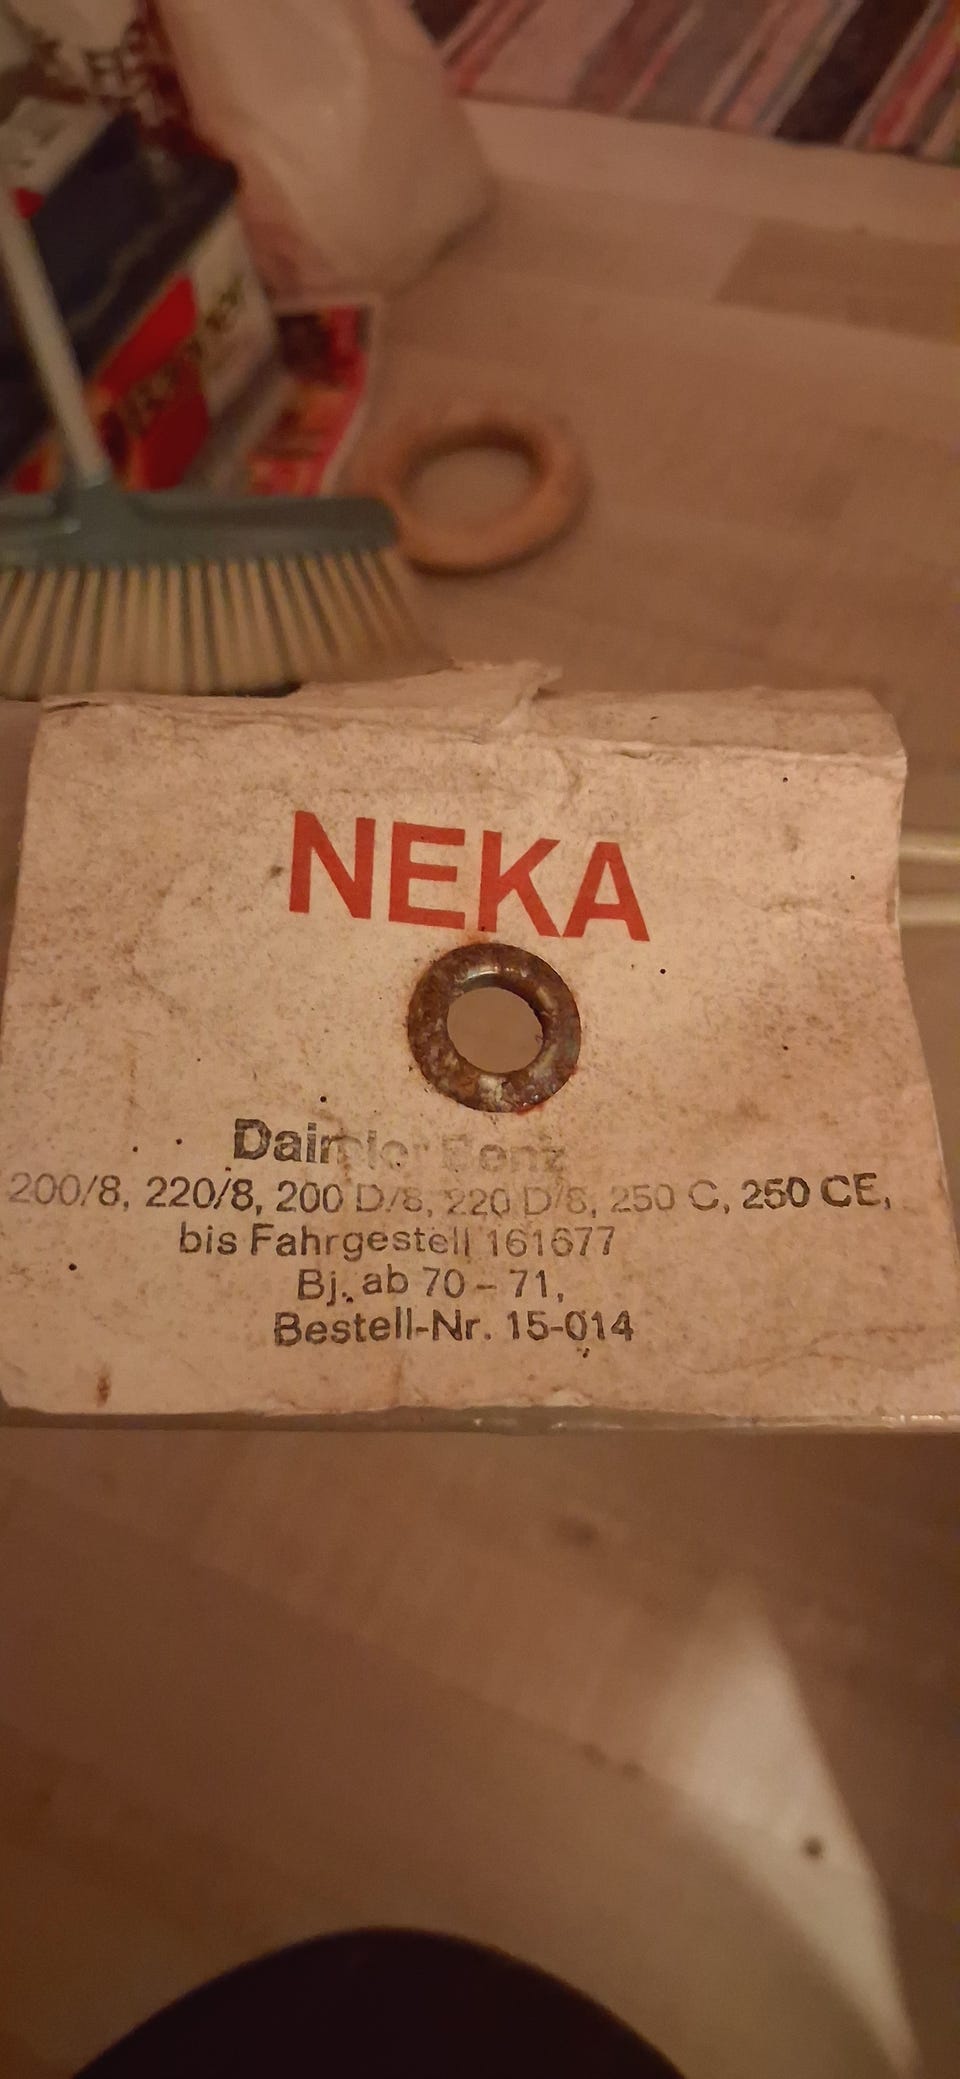 NEKA
Daimler Benz
200/8, 220/8, 200 D/8, 220 D/8, 250 C, 250 CE,
bis Fahrgestell 161677
Bj. ab 70 – 71,
Bestell-Nr. 15-014